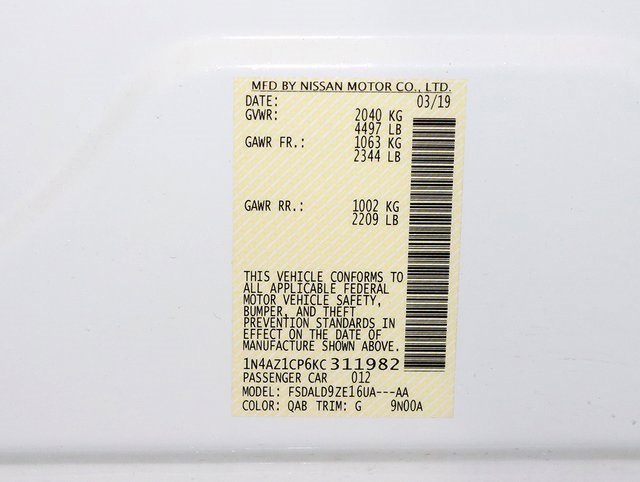 MFD BY NISSAN MOTOR CO., LTD.
DATE: 03/19
GVWR: 2040 KG
4497 LB
GAWR FR.: 1063 KG
2344 LB
GAWR RR.: 1002 KG
2209 LB
THIS VEHICLE CONFORMS TO
ALL APPLICABLE FEDERAL
MOTOR VEHICLE SAFETY,
BUMPER, AND THEFT
PREVENTION STANDARDS IN
EFFECT ON THE DATE OF
MANUFACTURE SHOWN ABOVE.
1N4AZ1CP6KC311982
PASSENGER CAR 012
MODEL: FSDALD9ZE16UA---AA
COLOR: QAB TRIM: G 9N00A